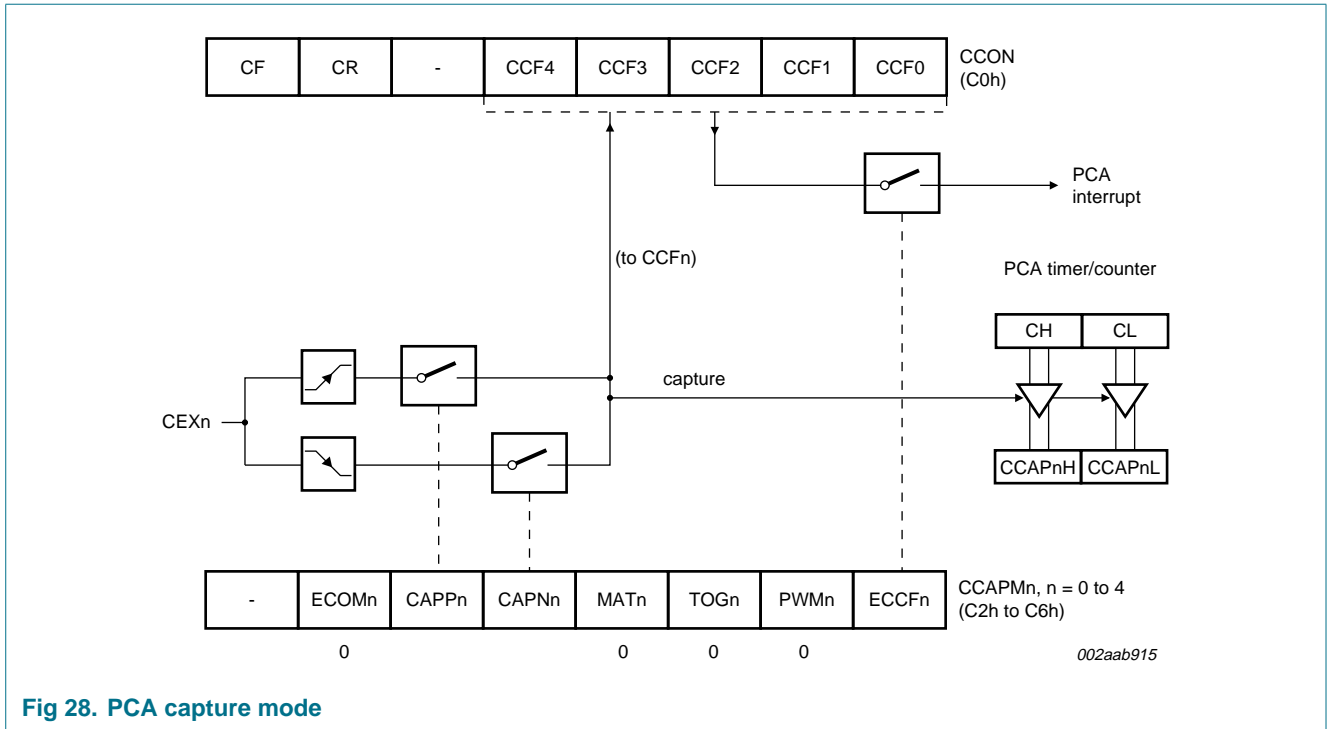 CF CR - CCF4 CCF3 CCF2 CCF1 CCF0
CCON
(C0h)
PCA
interrupt
(to CCFn)
PCA timer/counter
CH CL
capture
CEXn
CCAPnH CCAPnL
- ECOMn CAPPn CAPNn MATn TOGn PWMn ECCFn
CCAPMn, n = 0 to 4
(C2h to C6h)
0 0 0 0
002aab915
Fig 28. PCA capture mode